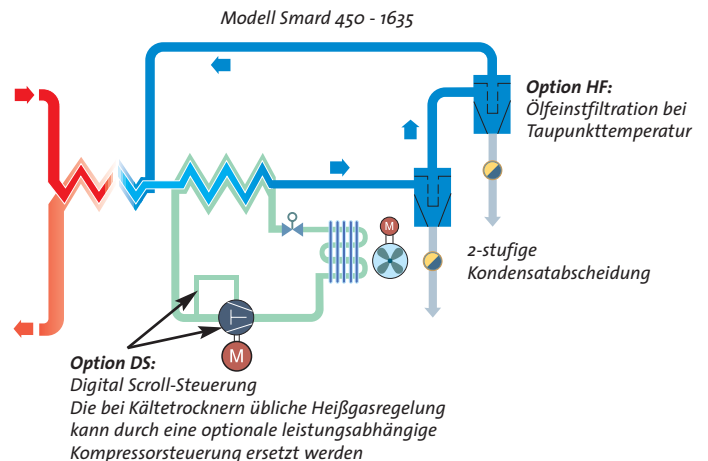 Modell Smard 450 - 1635
Option HF:
Ölfeinstfiltration bei
Taupunkttemperatur
2-stufige
Kondensatabscheidung
M
M
Option DS:
Digital Scroll-Steuerung
Die bei Kältetrocknern übliche Heißgasregelung
kann durch eine optionale leistungsabhängige
Kompressorsteuerung ersetzt werden